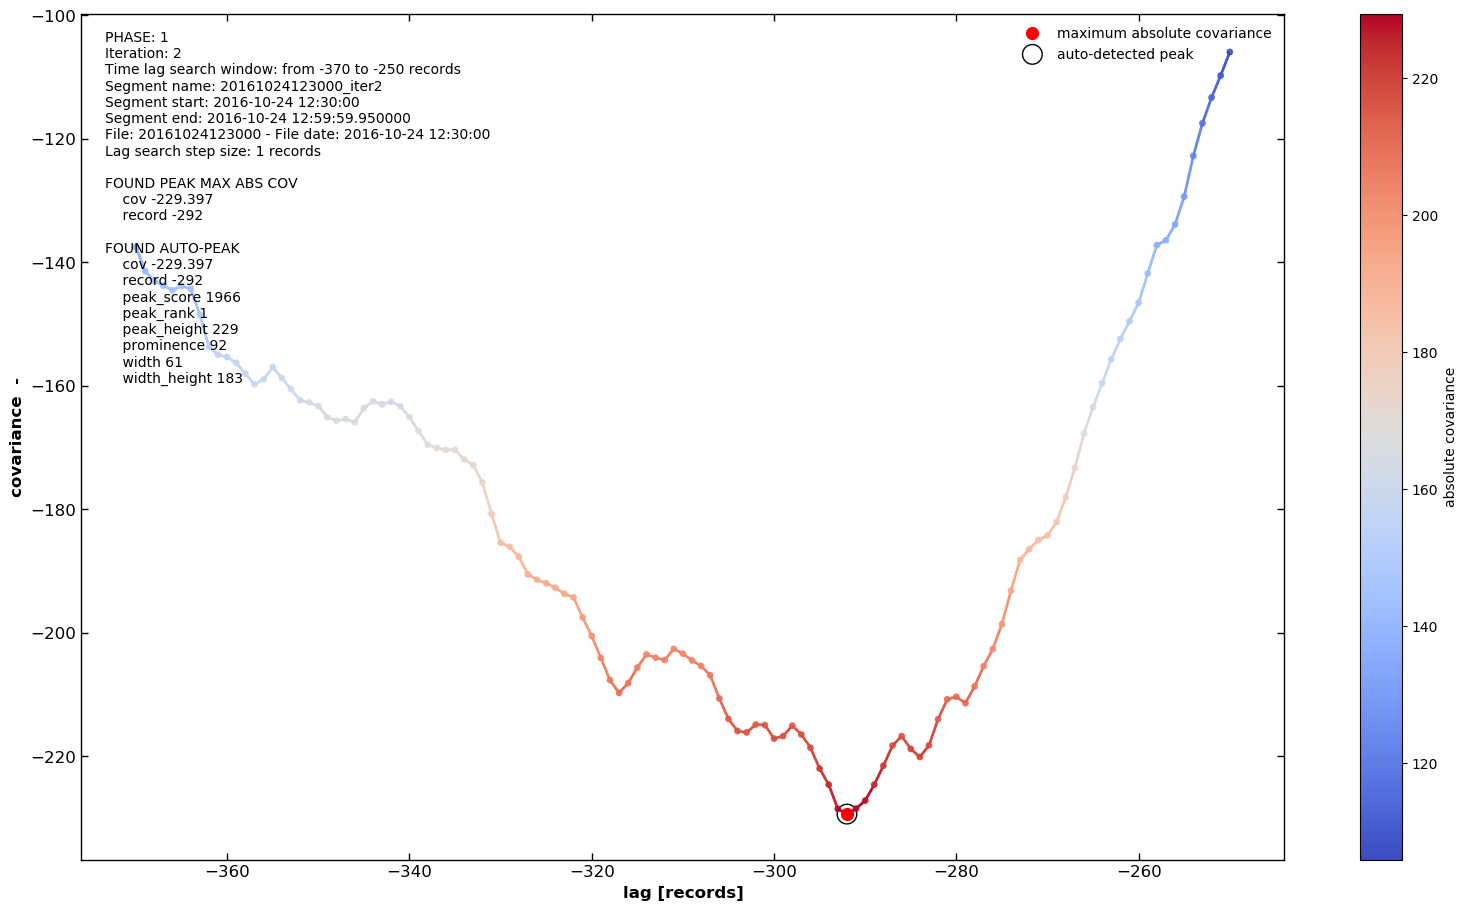 PHASE: 1
Iteration: 2
Time lag search window: from -370 to -250 records
Segment name: 20161024123000_iter2
Segment start: 2016-10-24 12:30:00
Segment end: 2016-10-24 12:59:59.950000
File: 20161024123000 - File date: 2016-10-24 12:30:00
Lag search step size: 1 records
FOUND PEAK MAX ABS COV
cov -229.397
record -292
FOUND AUTO-PEAK
cov -229.397
record -292
peak_score 1966
peak_rank 1
peak_height 229
prominence 92
width 61
width_height 183
maximum absolute covariance
auto-detected peak
−100
−120
−140
−160
−180
−200
−220
covariance  -
−360
−340
−320
−300
−280
−260
lag [records]
220
200
180
160
140
120
absolute covariance